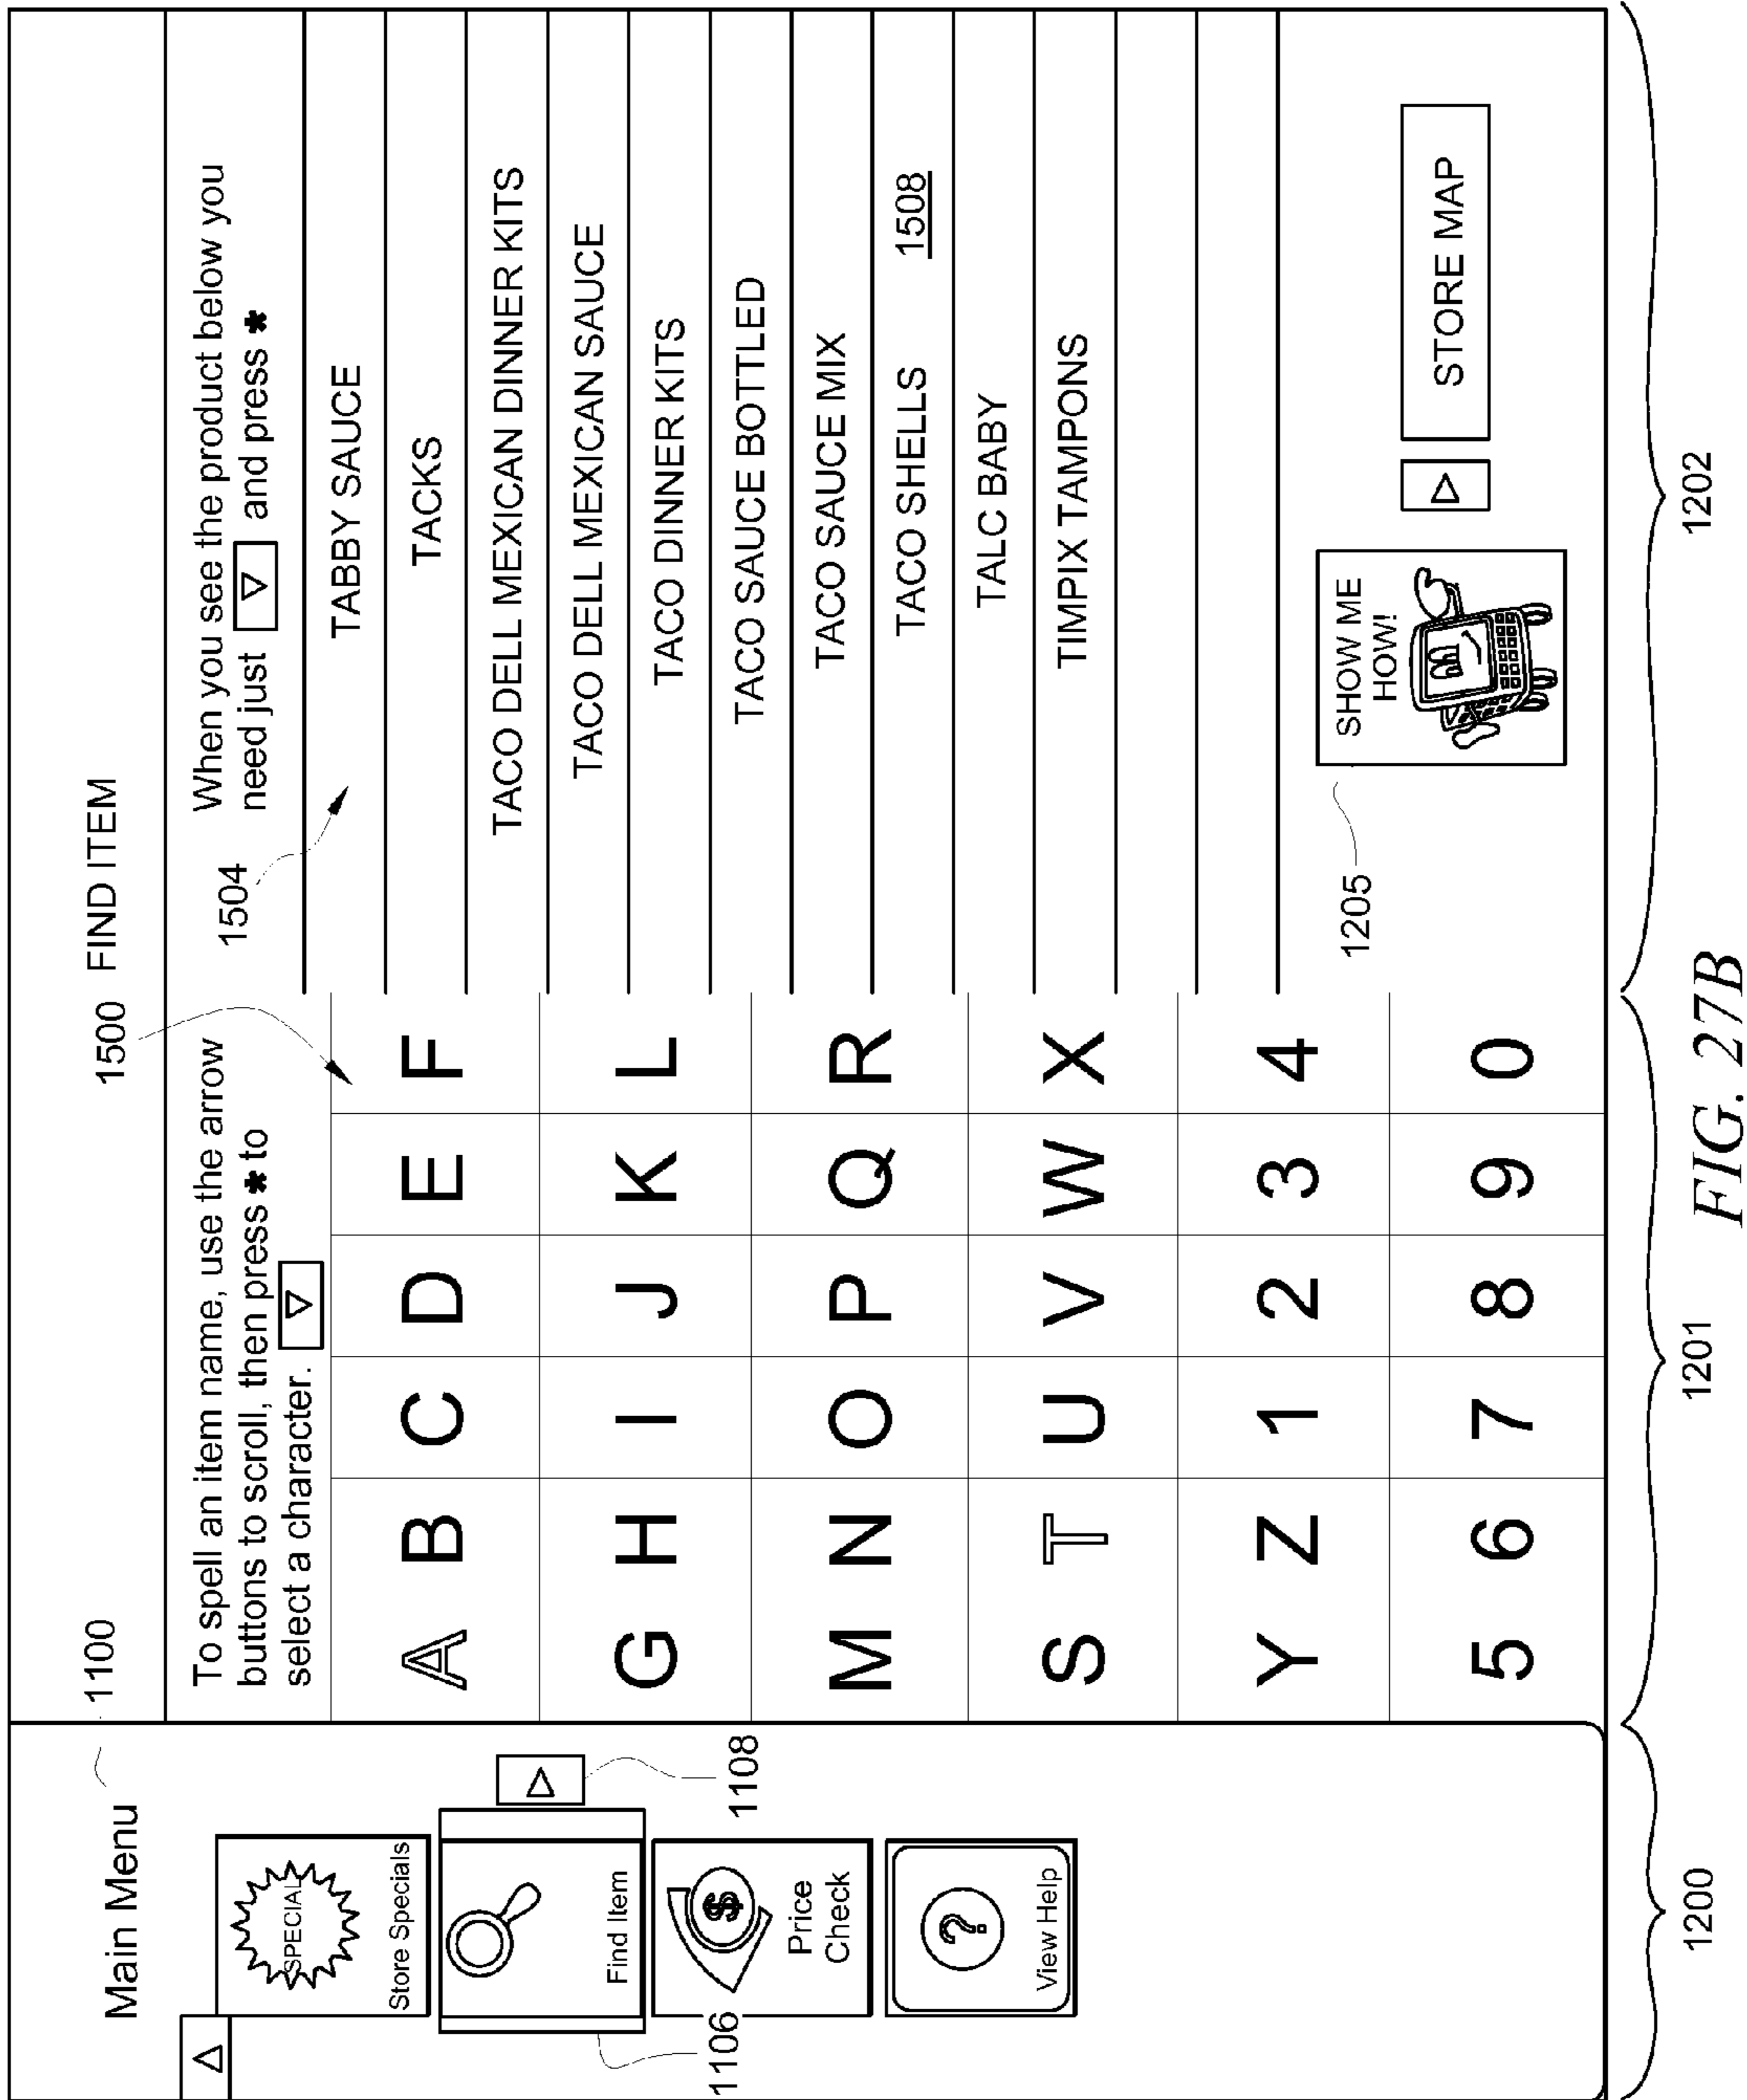 Main Menu
1100
SPECIAL
Store Specials
Find Item
1108
1106
Price
Check
?
View Help
1500 FIND ITEM
To spell an item name, use the arrow
buttons to scroll, then press * to
select a character.
A B C D E F
G H I J K L
M N O P Q R
S T U V W X
Y Z 1 2 3 4
5 6 7 8 9 0
1504
When you see the product below you
need just and press *
TABBY SAUCE
TACKS
TACO DELL MEXICAN DINNER KITS
TACO DELL MEXICAN SAUCE
TACO DINNER KITS
TACO SAUCE BOTTLED
TACO SAUCE MIX
TACO SHELLS
1508
TALC BABY
TIMPIX TAMPONS
1205
SHOW ME
HOW!
STORE MAP
1200
1201
1202
FIG. 27B